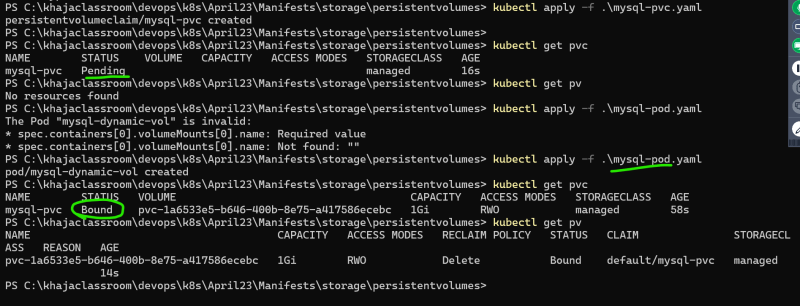 PS C:\khajaclassroom\devops\k8s\April23\Manifests\storage\persistentvolumes> kubectl apply -f .\mysql-pvc.yaml
persistentvolumeclaim/mysql-pvc created
PS C:\khajaclassroom\devops\k8s\April23\Manifests\storage\persistentvolumes>
PS C:\khajaclassroom\devops\k8s\April23\Manifests\storage\persistentvolumes> kubectl get pvc
NAME STATUS VOLUME CAPACITY ACCESS MODES STORAGECLASS AGE
mysql-pvc Pending managed 16s
PS C:\khajaclassroom\devops\k8s\April23\Manifests\storage\persistentvolumes> kubectl get pv
No resources found
PS C:\khajaclassroom\devops\k8s\April23\Manifests\storage\persistentvolumes> kubectl apply -f .\mysql-pod.yaml
The Pod "mysql-dynamic-vol" is invalid:
* spec.containers[0].volumeMounts[0].name: Required value
* spec.containers[0].volumeMounts[0].name: Not found: ""
PS C:\khajaclassroom\devops\k8s\April23\Manifests\storage\persistentvolumes> kubectl apply -f .\mysql-pod.yaml
pod/mysql-dynamic-vol created
PS C:\khajaclassroom\devops\k8s\April23\Manifests\storage\persistentvolumes> kubectl get pvc
NAME STATUS VOLUME CAPACITY ACCESS MODES STORAGECLASS AGE
mysql-pvc Bound pvc-1a6533e5-b646-400b-8e75-a417586ecebc 1Gi RWO managed 58s
PS C:\khajaclassroom\devops\k8s\April23\Manifests\storage\persistentvolumes> kubectl get pv
NAME CAPACITY ACCESS MODES RECLAIM POLICY STATUS CLAIM STORAGECL
ASS REASON AGE
pvc-1a6533e5-b646-400b-8e75-a417586ecebc 1Gi RWO Delete Bound default/mysql-pvc managed
14s
PS C:\khajaclassroom\devops\k8s\April23\Manifests\storage\persistentvolumes>